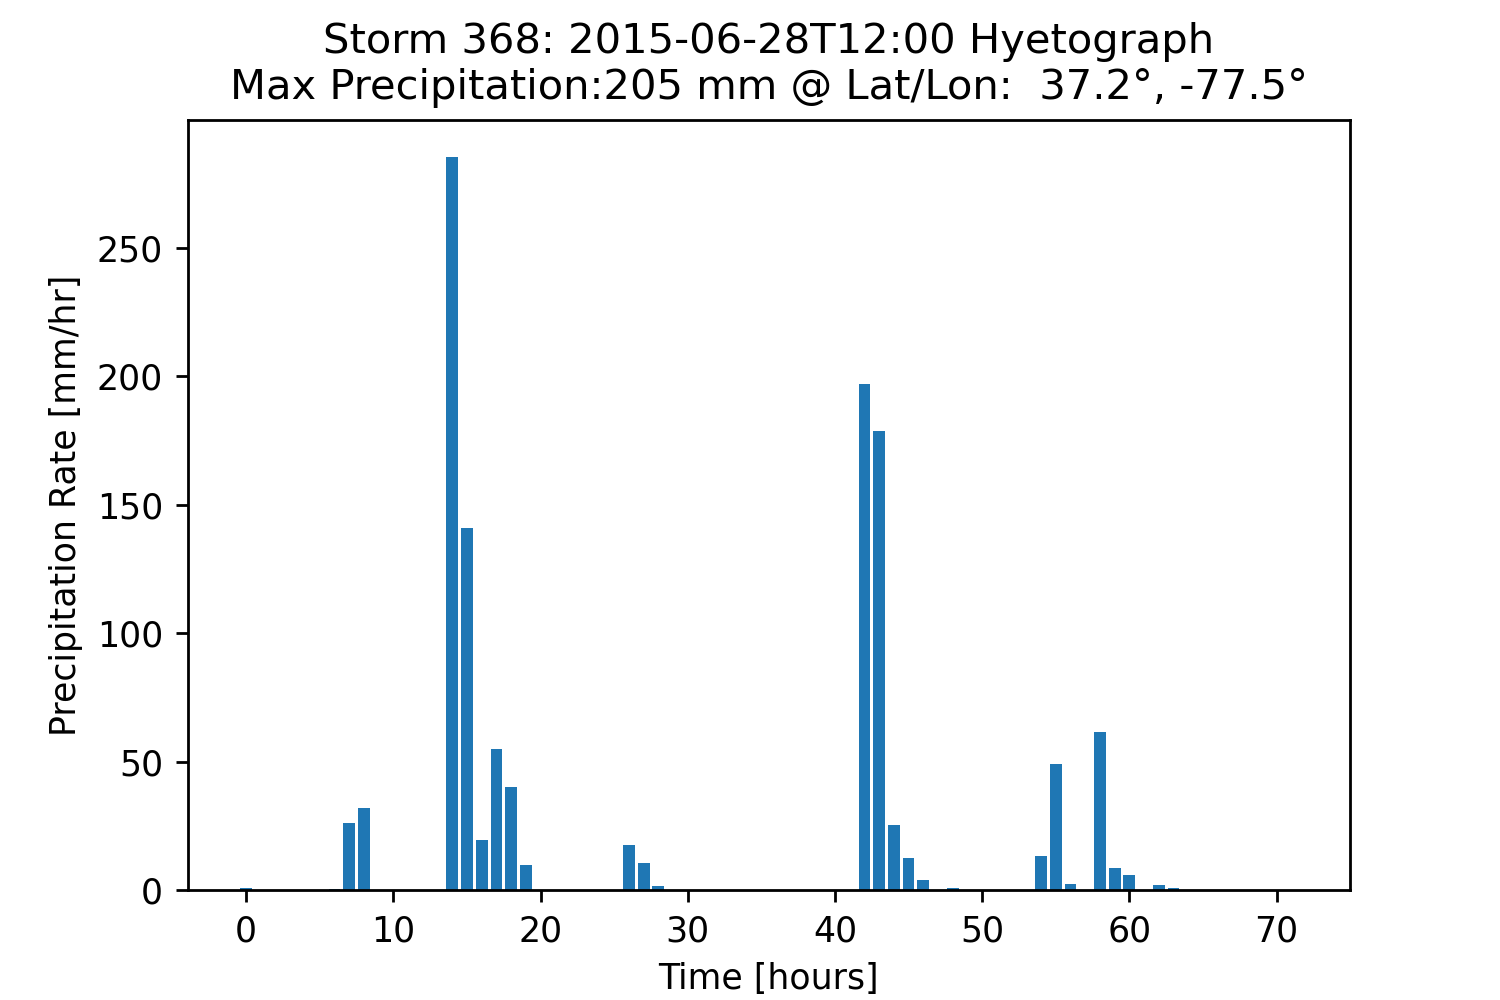 Storm 368: 2015-06-28T12:00 Hyetograph
Max Precipitation:205 mm @ Lat/Lon:  37.2°, -77.5°
Precipitation Rate [mm/hr]
250
200
150
100
50
0
0 10 20 30 40 50 60 70
Time [hours]